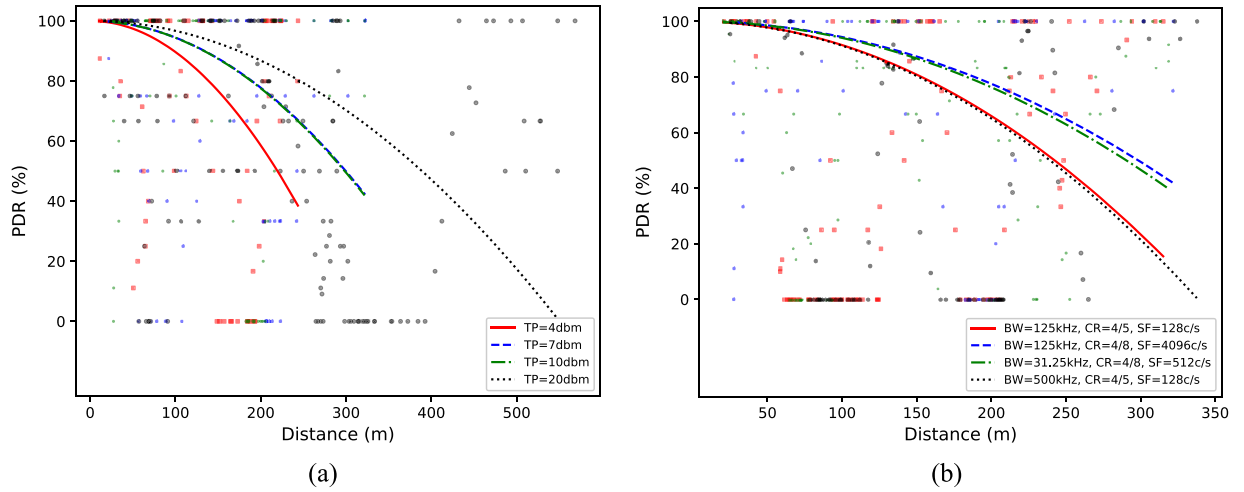 100
80
60
40
20
0
PDR (%)
0
100
200
300
400
500
Distance (m)
TP=4dbm
TP=7dbm
TP=10dbm
TP=20dbm
(a)
100
80
60
40
20
0
PDR (%)
50
100
150
200
250
300
350
Distance (m)
BW=125kHz, CR=4/5, SF=128c/s
BW=125kHz, CR=4/8, SF=4096c/s
BW=31.25kHz, CR=4/8, SF=512c/s
BW=500kHz, CR=4/5, SF=128c/s
(b)